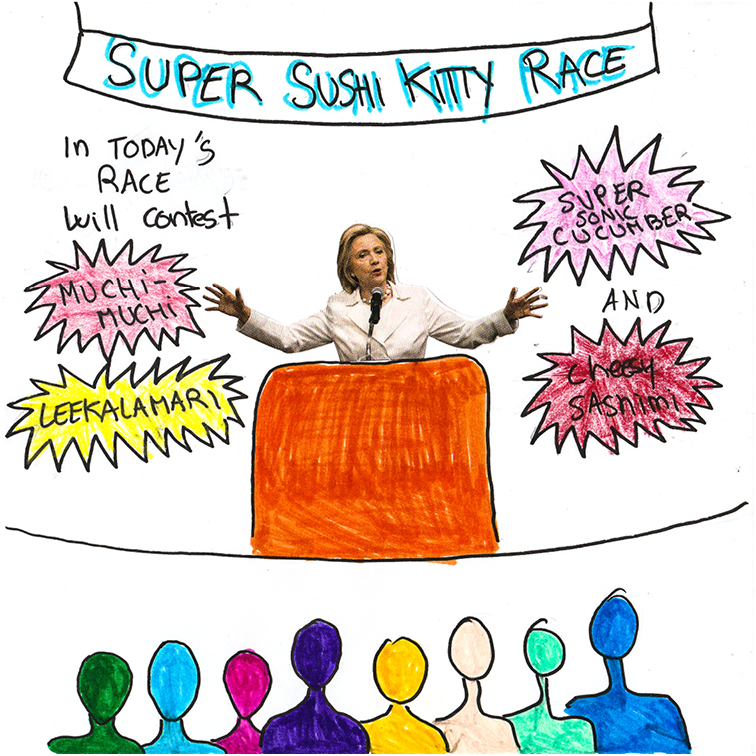 SUPER SUSHI KITTY RACE
In TODAY'S
RACE
will contest
MUCHI-
MUCHI
LEEKALAMARI
SUPER
SONIC
CUCUMBER
AND
cheesy
SASHIMI